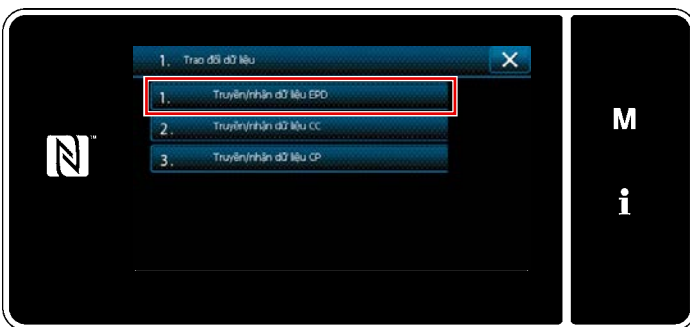 1. Trao đổi dữ liệu
1. Truyền/nhận dữ liệu EPD
2. Truyền/nhận dữ liệu CC
3. Truyền/nhận dữ liệu CP
M
N™
i